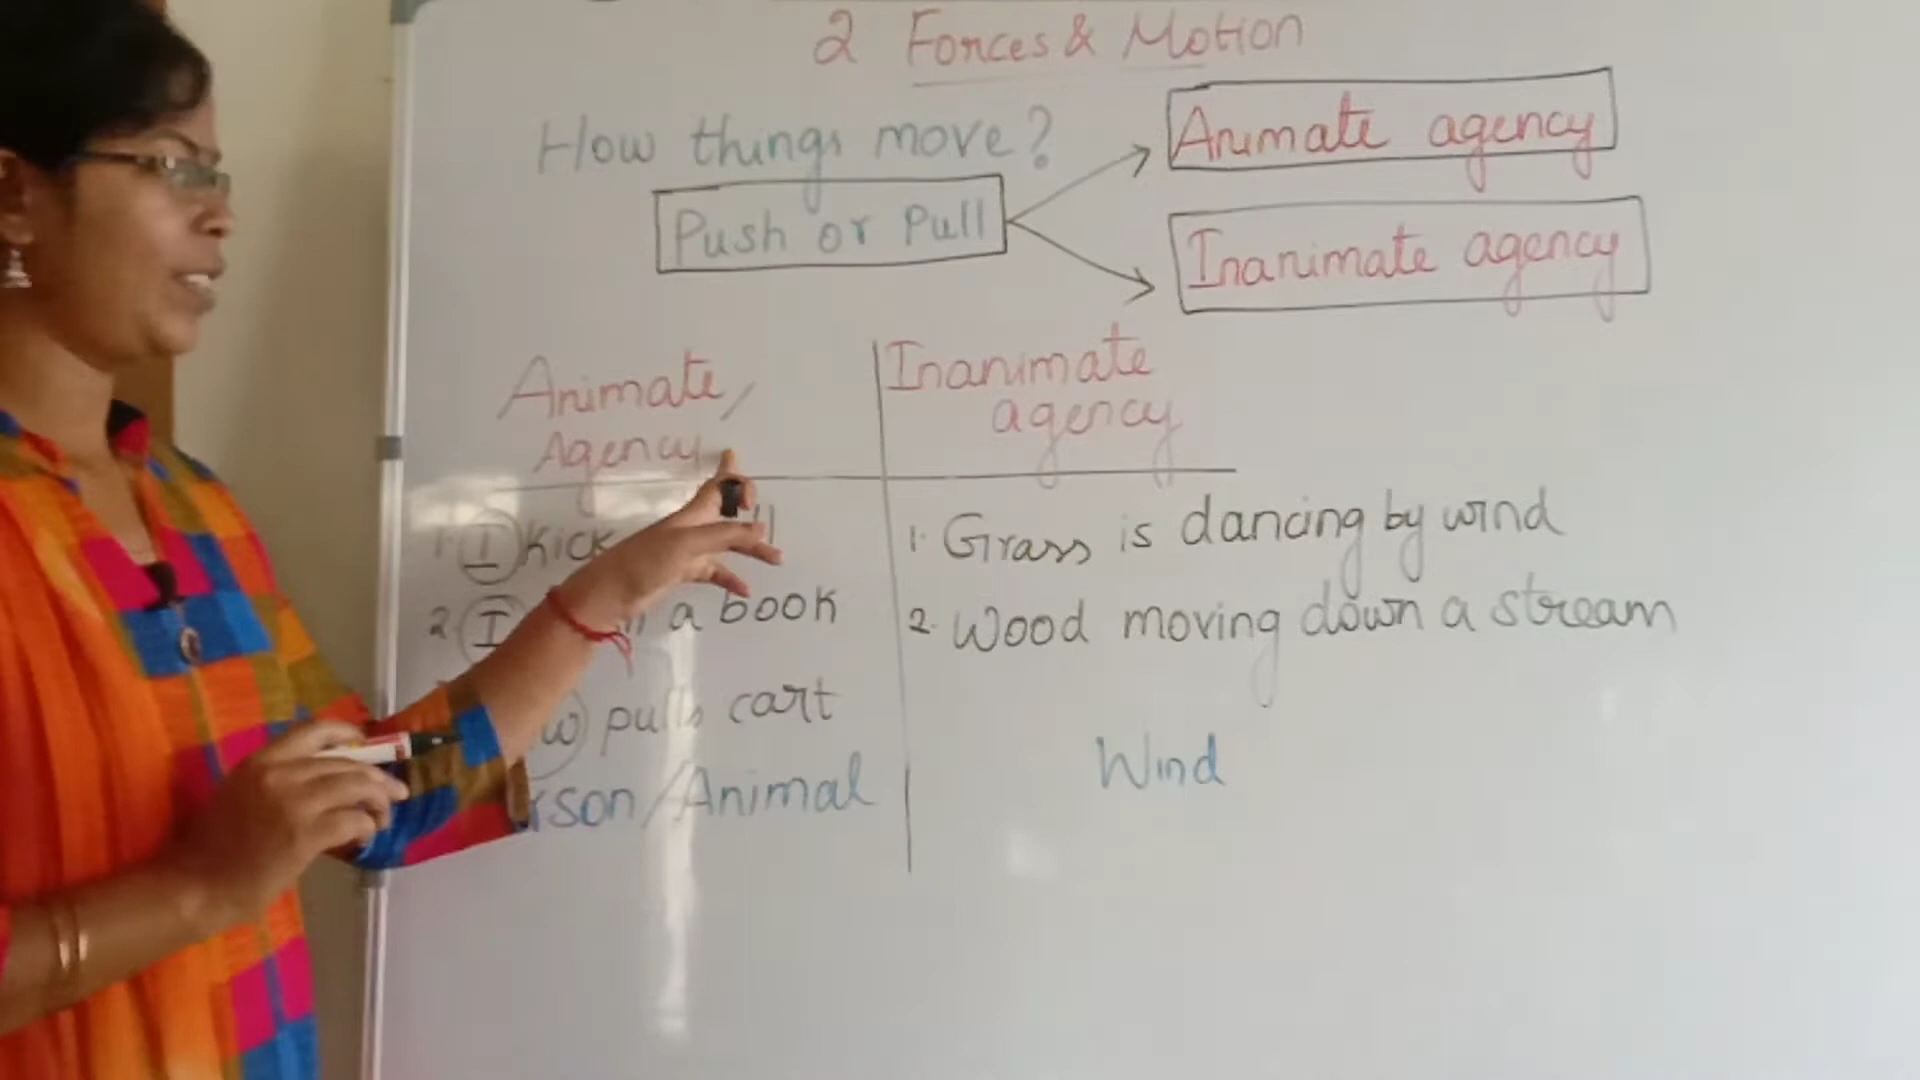 2 Forces & Motion
How things move?
Push or Pull
Animate agency
Inanimate agency
Animate
Agency
Inanimate
agency
1. I kick
2 I a book
pulls cart
Animal
1. Grass is dancing by wind
2. Wood moving down a stream
Wind